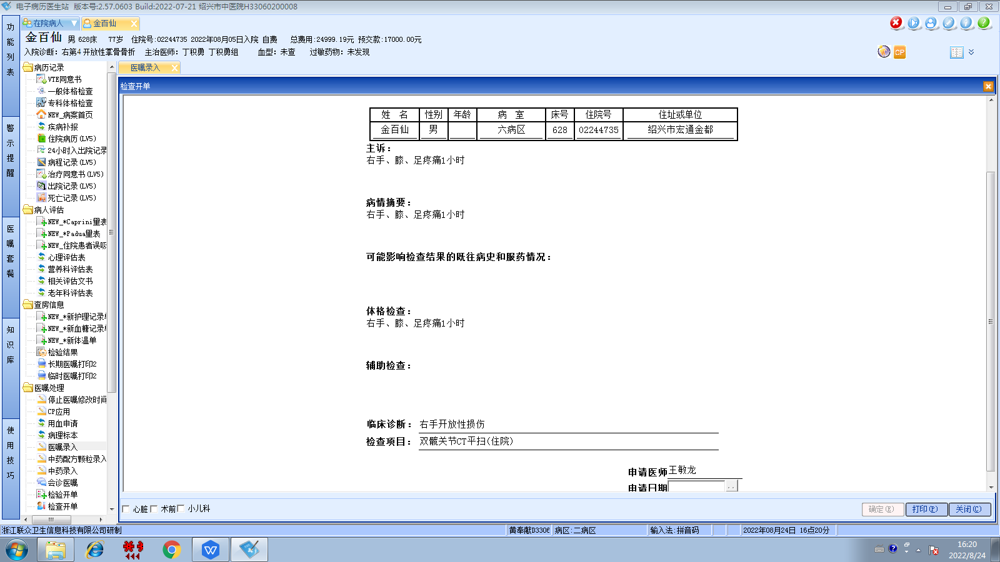 电子病历医生站 版本号:2.57.0603 Build:2022-07-21 绍兴市中医院H33060200008
在院病人
金百仙
金百仙 男 628床 77岁 住院号:02244735 2022年08月05日入院 自费 总费用:24999.19元 预交款:17000.00元
入院诊断：右第4开放性掌骨骨折 主治医师：丁积勇 丁积勇组 血型：未查 过敏药物：未发现
CP
功能列表
警示提醒
医嘱套餐
知识库
使用技巧
病历记录
VTE同意书
一般体格检查
专科体格检查
NEW_病案首页
疾病补报
住院病历(LV5)
24小时入出院记录
病程记录(LV5)
治疗同意书(LV5)
出院记录(LV5)
死亡记录(LV5)
病人评估
NEW_*Caprini量表
NEW_*Padua量表
NEW_住院患者误吸
心理评估表
营养科评估表
相关评估文书
老年科评估表
查房信息
NEW_*新护理记录单
NEW_*新血糖记录单
NEW_*新体温单
检验结果
长期医嘱打印2
临时医嘱打印2
医嘱处理
停止医嘱修改时间
CP应用
用血申请
病理标本
医嘱录入
中药配方颗粒录入
中药录入
会诊医嘱
检验开单
检查开单
医嘱录入
检查开单
姓 名 性别 年龄 病 室 床号 住院号 住址或单位
金百仙 男 六病区 628 02244735 绍兴市宏通金都
主诉：
右手、膝、足疼痛1小时
病情摘要：
右手、膝、足疼痛1小时
可能影响检查结果的既往病史和服药情况：
体格检查：
右手、膝、足疼痛1小时
辅助检查：
临床诊断： 右手开放性损伤
检查项目： 双髋关节CT平扫(住院)
申请医师 王敏龙
申请日期 ..
心脏 术前 小儿科
确定(E) 打印(P) 关闭(C)
浙江联众卫生信息科技有限公司研制 黄奉献D3306 病区:二病区 输入法:拼音码 2022年08月24日 16点20分
16:20
2022/8/24